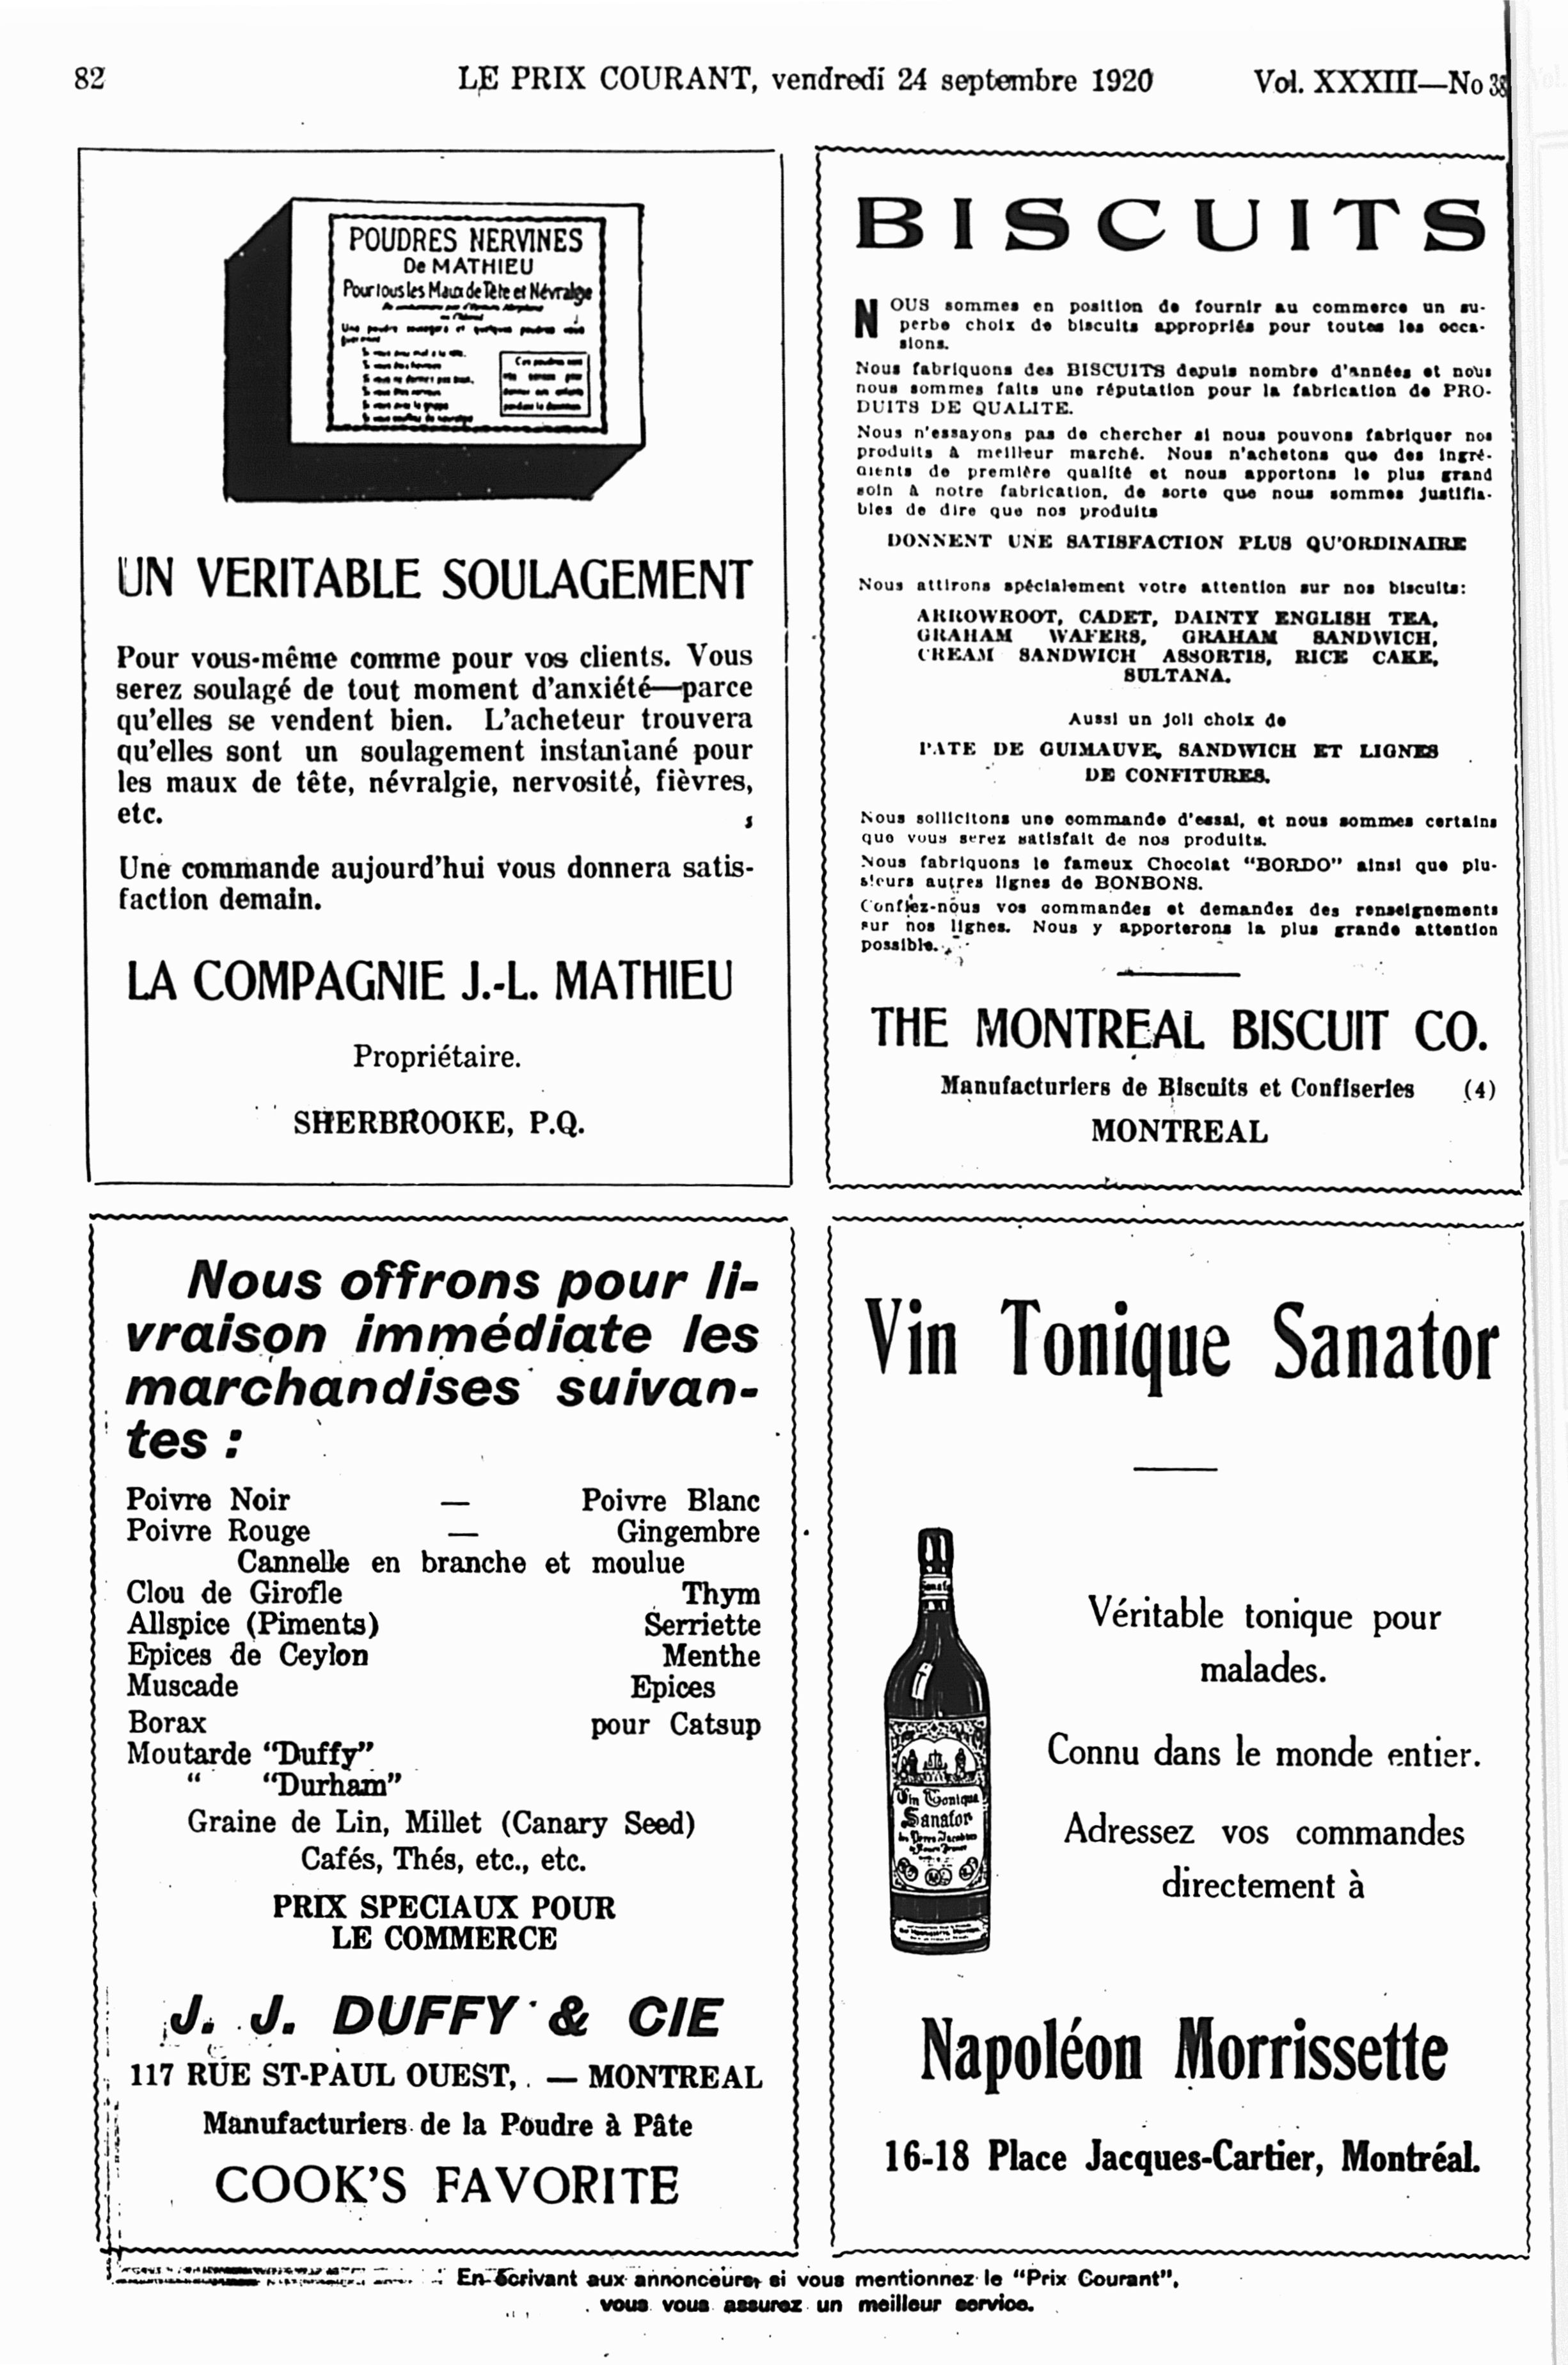 82
LE PRIX COURANT, vendredi 24 septembre 1920
Vol. XXXIII—No 38
POUDRES NERVINES
De MATHIEU
Pour tous les Maux de Tête et Névralgie
UN VERITABLE SOULAGEMENT
Pour vous-même comme pour vos clients. Vous
serez soulagé de tout moment d'anxiété—parce
qu'elles se vendent bien. L'acheteur trouvera
qu'elles sont un soulagement instantané pour
les maux de tête, névralgie, nervosité, fièvres,
etc.
Une commande aujourd'hui vous donnera satis-
faction demain.
LA COMPAGNIE J.-L. MATHIEU
Propriétaire.
SHERBROOKE, P.Q.
BISCUITS
NOUS sommes en position de fournir au commerce un su-
perbe choix de biscuits appropriés pour toutes les occa-
sions.
Nous fabriquons des BISCUITS depuis nombre d'années et nous
nous sommes faits une réputation pour la fabrication de PRO-
DUITS DE QUALITE.
Nous n'essayons pas de chercher si nous pouvons fabriquer nos
produits à meilleur marché. Nous n'achetons que des ingré-
dients de première qualité et nous apportons le plus grand
soin à notre fabrication, de sorte que nous sommes justifia-
bles de dire que nos produits
DONNENT UNE SATISFACTION PLUS QU'ORDINAIRE
Nous attirons spécialement votre attention sur nos biscuits:
ARROWROOT, CADET, DAINTY ENGLISH TEA,
GRAHAM WAFERS, GRAHAM SANDWICH,
CREAM SANDWICH ASSORTIS, RICE CAKE,
SULTANA.
Aussi un joli choix de
PATE DE GUIMAUVE, SANDWICH ET LIGNES
DE CONFITURES.
Nous sollicitons une commande d'essai, et nous sommes certains
que vous serez satisfait de nos produits.
Nous fabriquons le fameux Chocolat "BORDO" ainsi que plu-
sieurs autres lignes de BONBONS.
Confiez-nous vos commandes et demandez des renseignements
sur nos lignes. Nous y apporterons la plus grande attention
possible.
THE MONTREAL BISCUIT CO.
Manufacturiers de Biscuits et Confiseries (4)
MONTREAL
Nous offrons pour li-
vraison immédiate les
marchandises suivan-
tes :
Poivre Noir — Poivre Blanc
Poivre Rouge — Gingembre
Cannelle en branche et moulue
Clou de Girofle Thym
Allspice (Piments) Serriette
Epices de Ceylon Menthe
Muscade Epices
Borax pour Catsup
Moutarde "Duffy"
" "Durham"
Graine de Lin, Millet (Canary Seed)
Cafés, Thés, etc., etc.
PRIX SPECIAUX POUR
LE COMMERCE
J. J. DUFFY & CIE
117 RUE ST-PAUL OUEST, — MONTREAL
Manufacturiers de la Poudre à Pâte
COOK'S FAVORITE
Vin Tonique Sanator
Véritable tonique pour
malades.
Connu dans le monde entier.
Adressez vos commandes
directement à
Vin Tonique
Sanator
Napoléon Morrissette
16-18 Place Jacques-Cartier, Montréal.
En écrivant aux annonceurs, si vous mentionnez le "Prix Courant",
vous vous assurez un meilleur service.